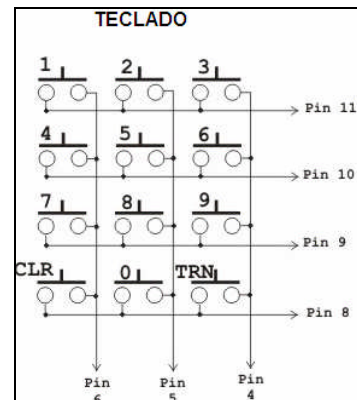 TECLADO
1 2 3
Pin 11
4 5 6
Pin 10
7 8 9
Pin 9
CLR 0 TRN
Pin 8
Pin Pin Pin
6 5 4